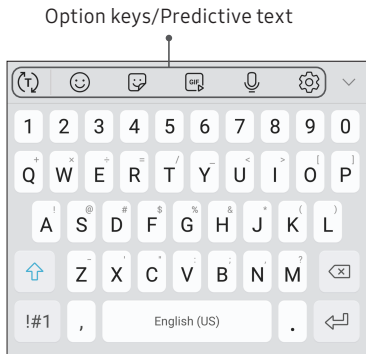 Option keys/Predictive text
T GIF
1 2 3 4 5 6 7 8 9 0
+ × ÷ = / _ < > [ ]
Q W E R T Y U I O P
! @ # $ % & * ( )
A S D F G H J K L
- ' " : ; , ?
Z X C V B N M
!#1 , English (US) .